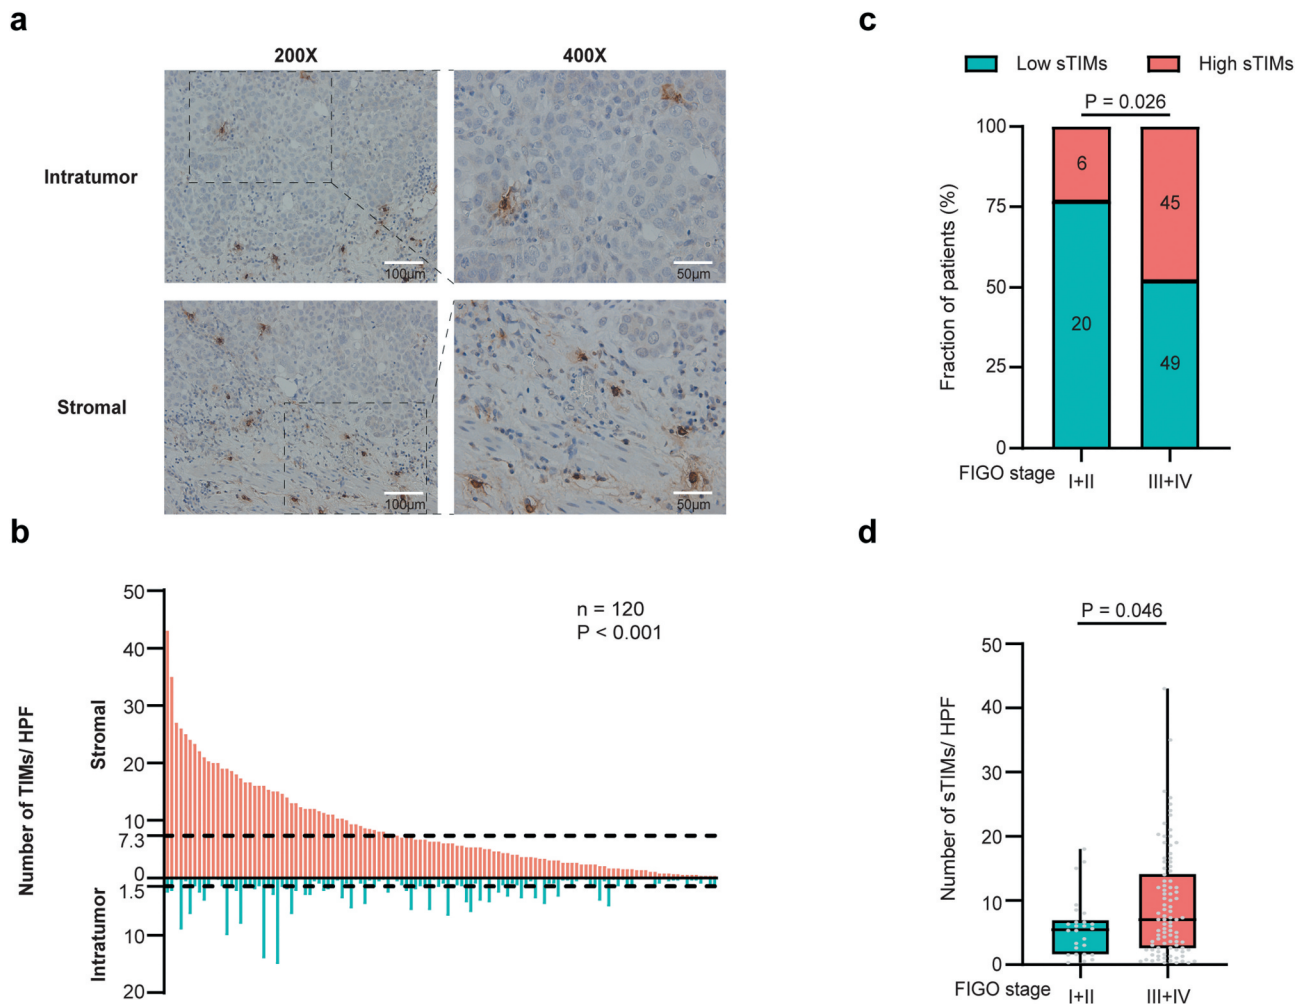 a
200X
400X
Intratumor
100µm
50µm
Stromal
100µm
50µm
b
50
40
30
20
10
7.3
0
1.5
10
20
Number of TIMs/ HPF
Stromal
Intratumor
n = 120
P < 0.001
c
Low sTIMs
High sTIMs
P = 0.026
100
75
50
25
0
Fraction of patients (%)
6
20
45
49
FIGO stage
I+II
III+IV
d
P = 0.046
50
40
30
20
10
0
Number of sTIMs/ HPF
FIGO stage
I+II
III+IV